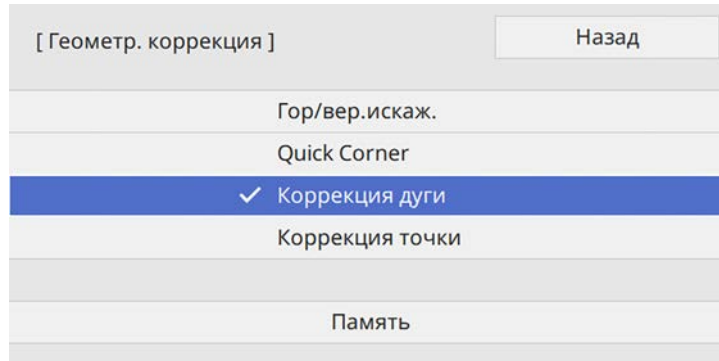 [ Геометр. коррекция ]
Назад
Гор/вер.искаж.
Quick Corner
Коррекция дуги
Коррекция точки
Память